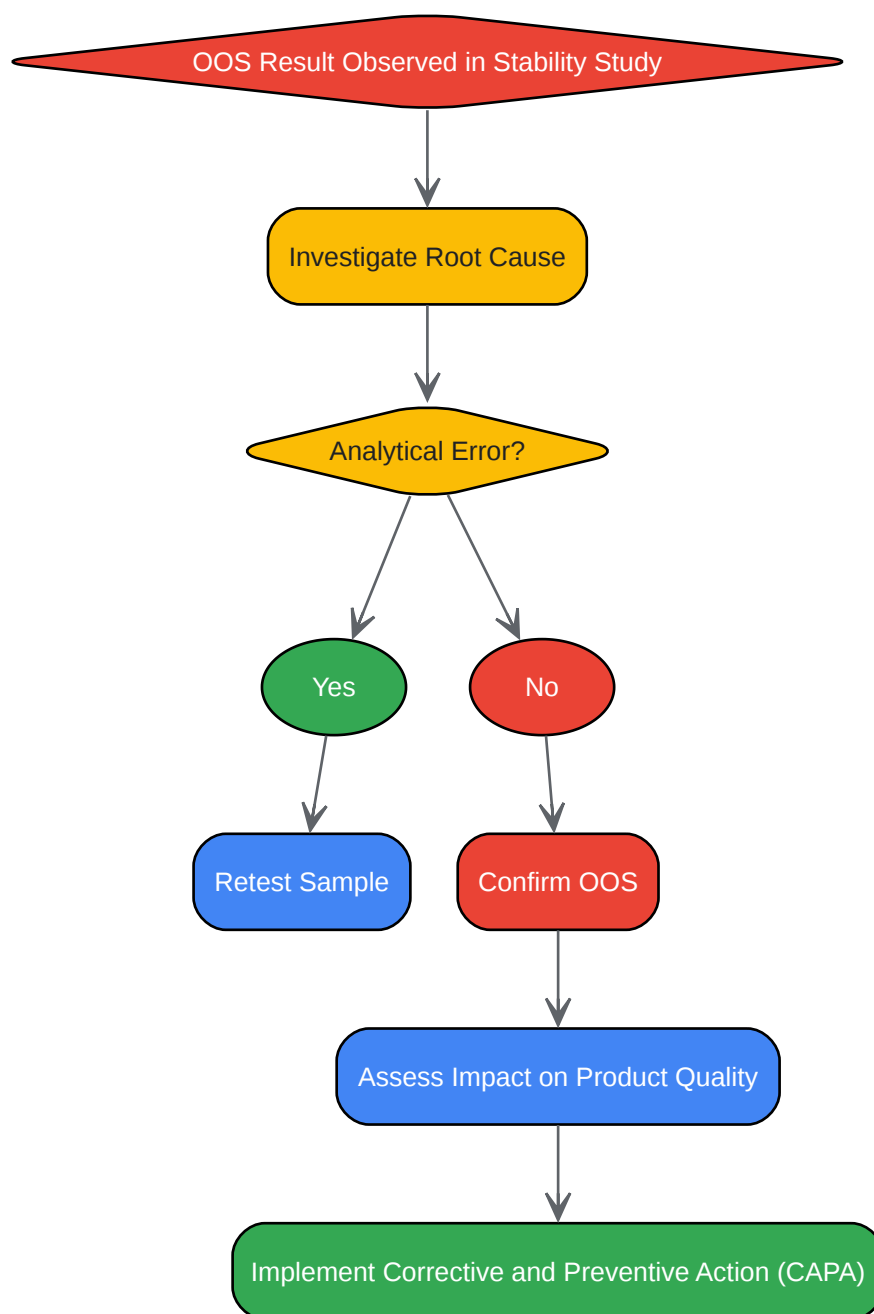 OOS Result Observed in Stability Study
Investigate Root Cause
Analytical Error?
Yes
No
Retest Sample
Confirm OOS
Assess Impact on Product Quality
Implement Corrective and Preventive Action (CAPA)